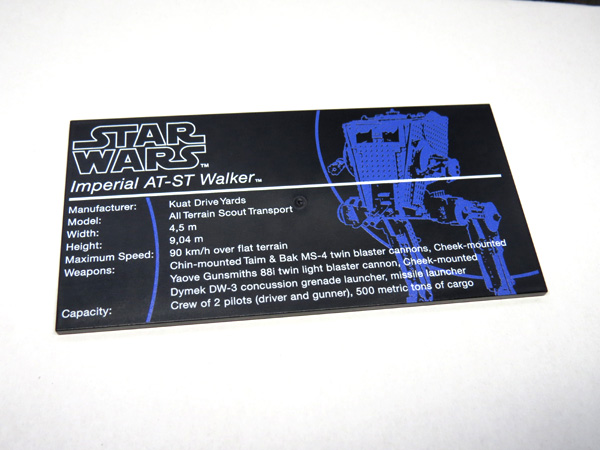 STAR
WARS™
Imperial AT-ST Walker™
Manufacturer: Kuat Drive Yards
Model: All Terrain Scout Transport
Width: 4,5 m
Height: 9,04 m
Maximum Speed: 90 km/h over flat terrain
Weapons: Chin-mounted Taim & Bak MS-4 twin blaster cannons, Cheek-mounted
Yaove Gunsmiths 88i twin light blaster cannon, Cheek-mounted
Dymek DW-3 concussion grenade launcher, missile launcher
Capacity: Crew of 2 pilots (driver and gunner), 500 metric tons of cargo